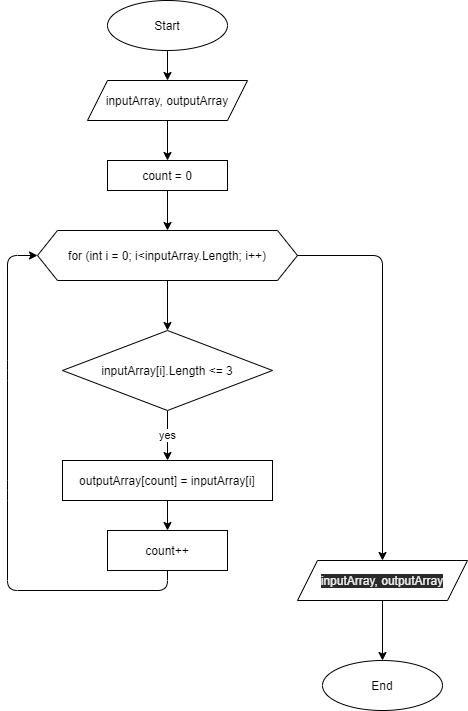 Start
inputArray, outputArray
count = 0
for (int i = 0; i<inputArray.Length; i++)
inputArray[i].Length <= 3
yes
outputArray[count] = inputArray[i]
count++
inputArray, outputArray
End